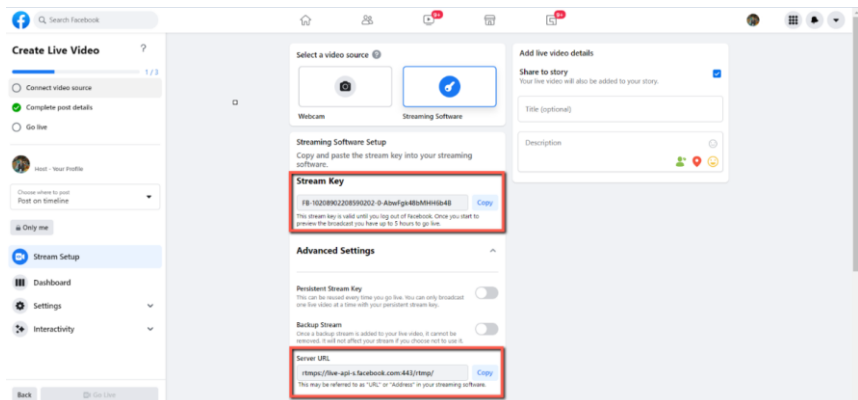 Search Facebook
9+
9+
Create Live Video
?
1 / 3
Connect video source
Complete post details
Go live
Host - Your Profile
Choose where to post
Post on timeline
Only me
Stream Setup
Dashboard
Settings
Interactivity
Back
Go Live
Select a video source
Webcam
Streaming Software
Streaming Software Setup
Copy and paste the stream key into your streaming
software.
Stream Key
Copy
This stream key is valid until you log out of Facebook. Once you start to
preview the broadcast you have up to 5 hours to go live.
Advanced Settings
Persistent Stream Key
This can be reused every time you go live. You can only broadcast
one live video at a time with your persistent stream key.
Backup Stream
Once a backup stream is added to your live video, it cannot be
removed. It will not affect your stream if you choose not to use it.
Server URL
rtmps://live-api-s.facebook.com:443/rtmp/
Copy
This may be referred to as "URL" or "Address" in your streaming software.
Add live video details
Share to story
Your live video will also be added to your story.
Title (optional)
Description